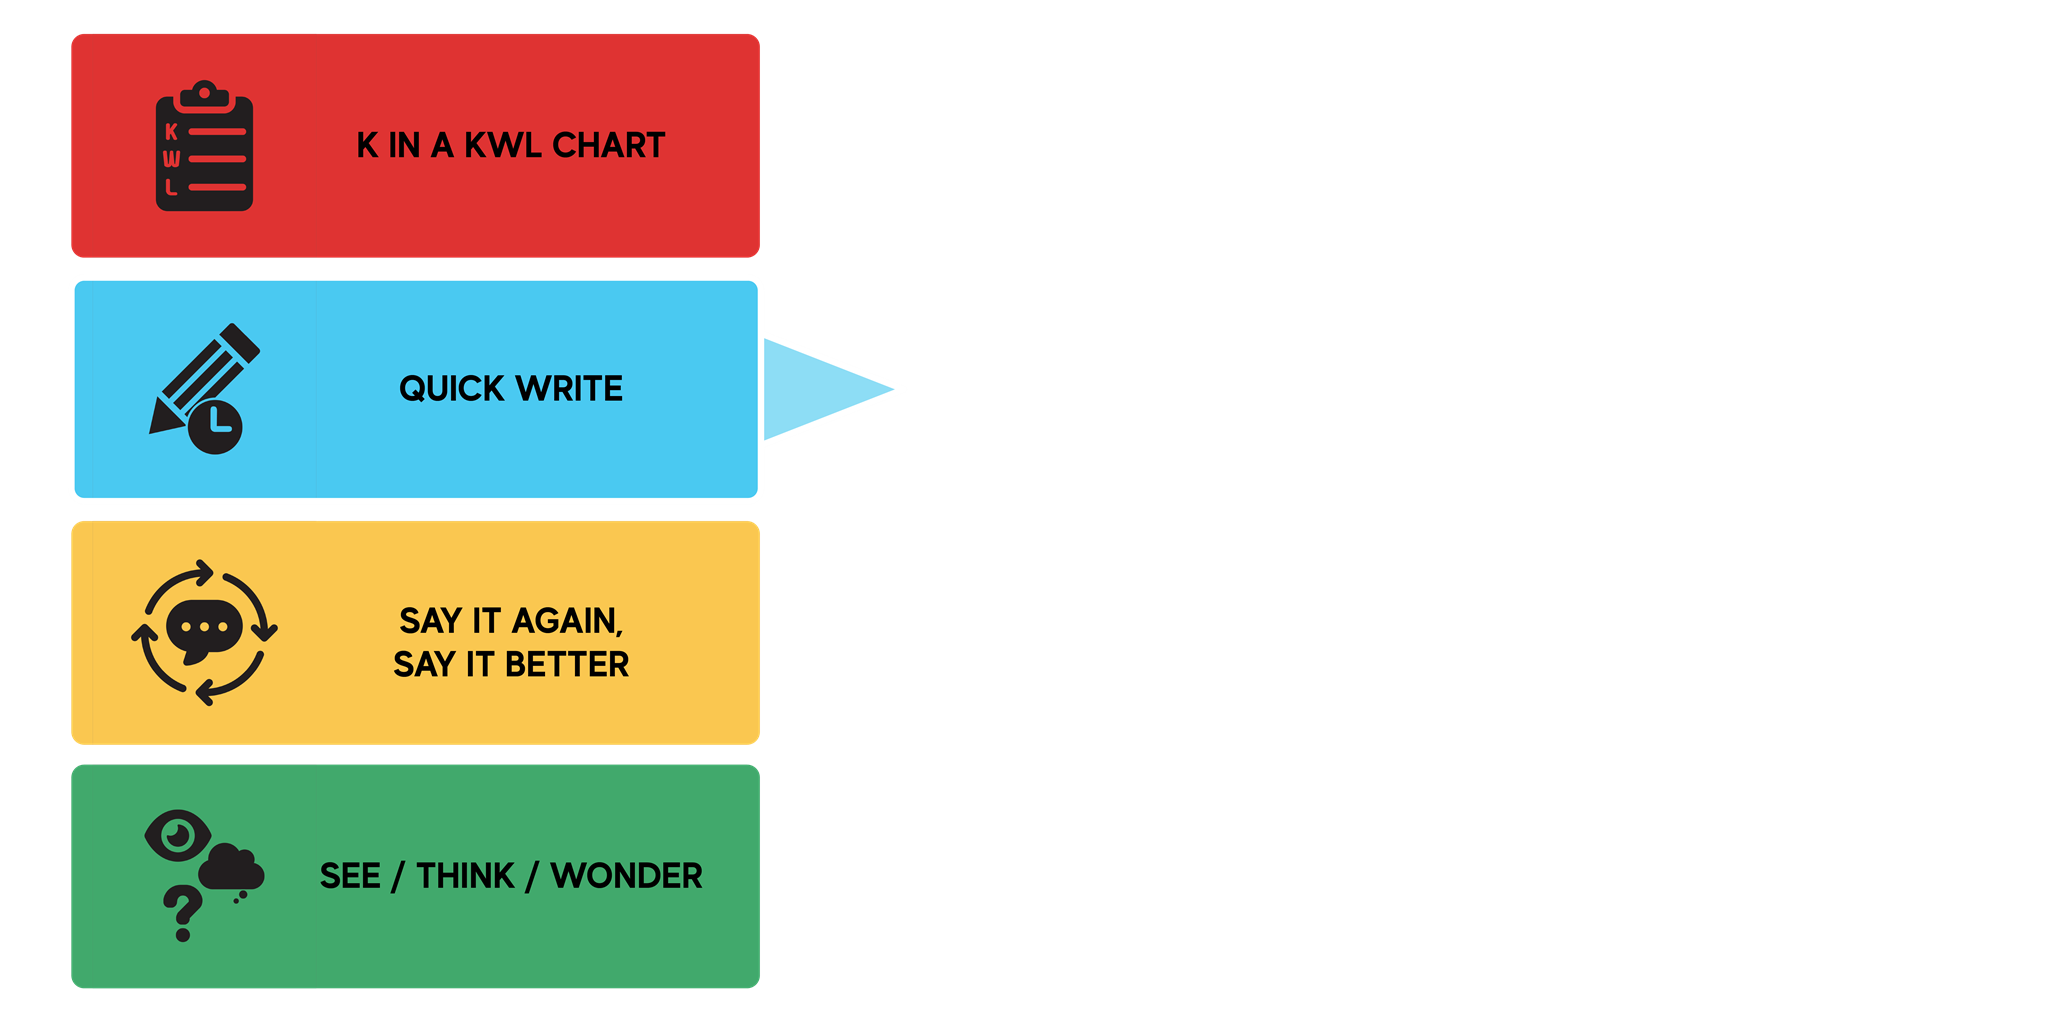 K
W
L
K IN A KWL CHART
QUICK WRITE
SAY IT AGAIN,
SAY IT BETTER
SEE / THINK / WONDER
?